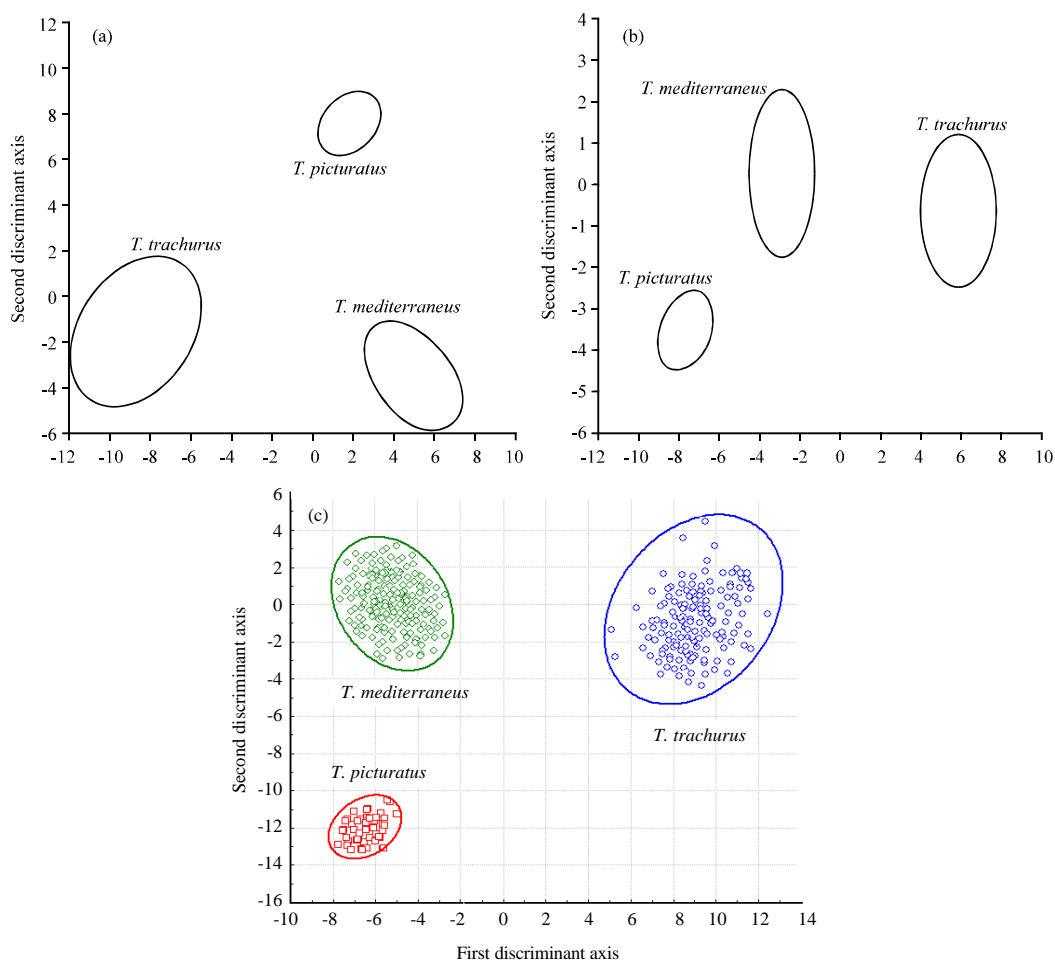 (a)
12
10
8
6
4
2
0
-2
-4
-6
Second discriminant axis
T. picturatus
T. trachurus
T. mediterraneus
-12 -10 -8 -6 -4 -2 0 2 4 6 8 10
(b)
4
3
2
1
0
-1
-2
-3
-4
-5
-6
Second discriminant axis
T. mediterraneus
T. trachurus
T. picturatus
-12 -10 -8 -6 -4 -2 0 2 4 6 8 10
(c)
6
4
2
0
-2
-4
-6
-8
-10
-12
-14
-16
Second discriminant axis
T. mediterraneus
T. trachurus
T. picturatus
-10 -8 -6 -4 -2 0 2 4 6 8 10 12 14
First discriminant axis